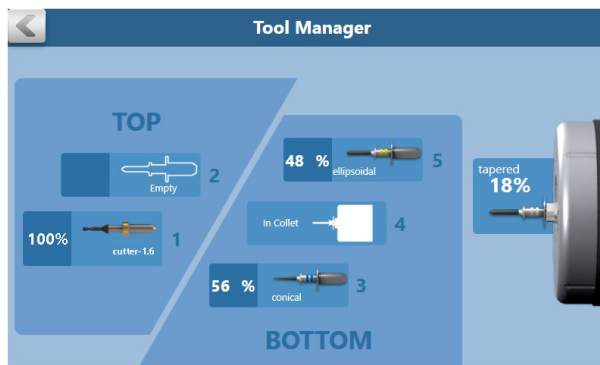 Tool Manager
TOP
Empty
2
100%
cutter-1.6
1
48 %
ellipsoidal
5
In Collet
4
56 %
conical
3
BOTTOM
tapered
18%